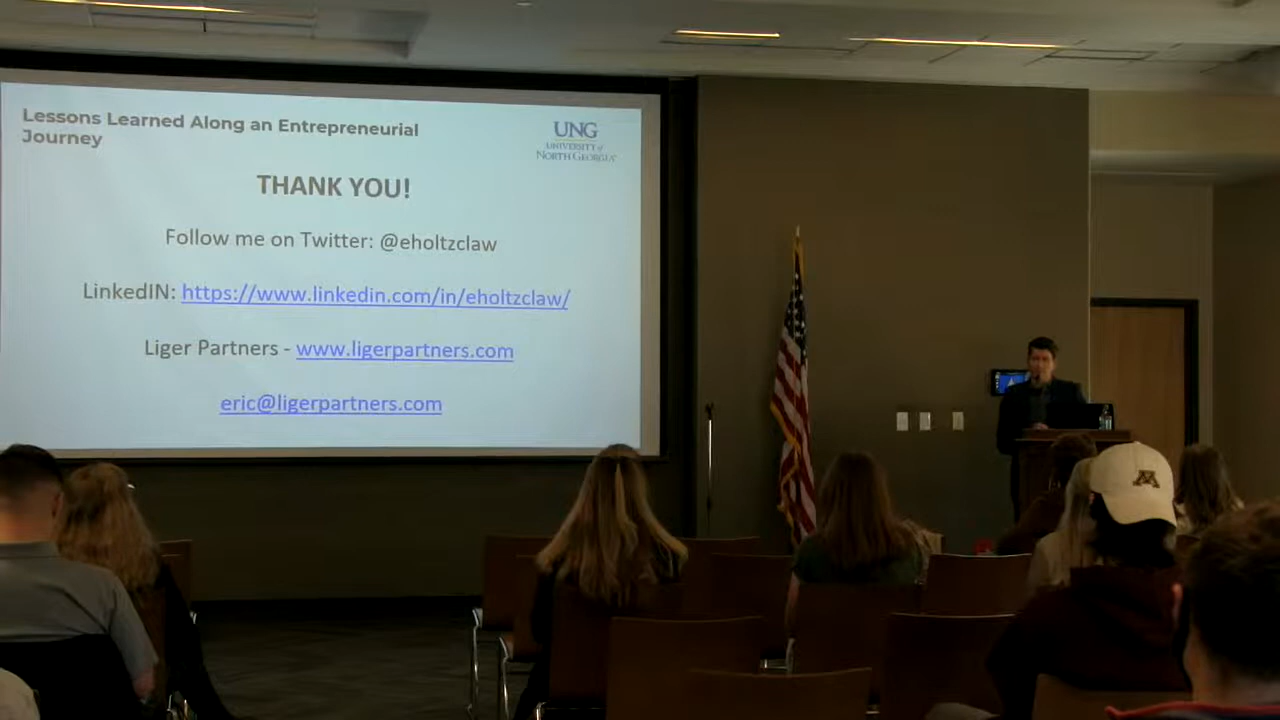 Lessons Learned Along an Entrepreneurial
Journey
UNG
UNIVERSITY of
NORTH GEORGIA
THANK YOU!
Follow me on Twitter: @eholtzclaw
LinkedIN: https://www.linkedin.com/in/eholtzclaw/
Liger Partners - www.ligerpartners.com
eric@ligerpartners.com
M